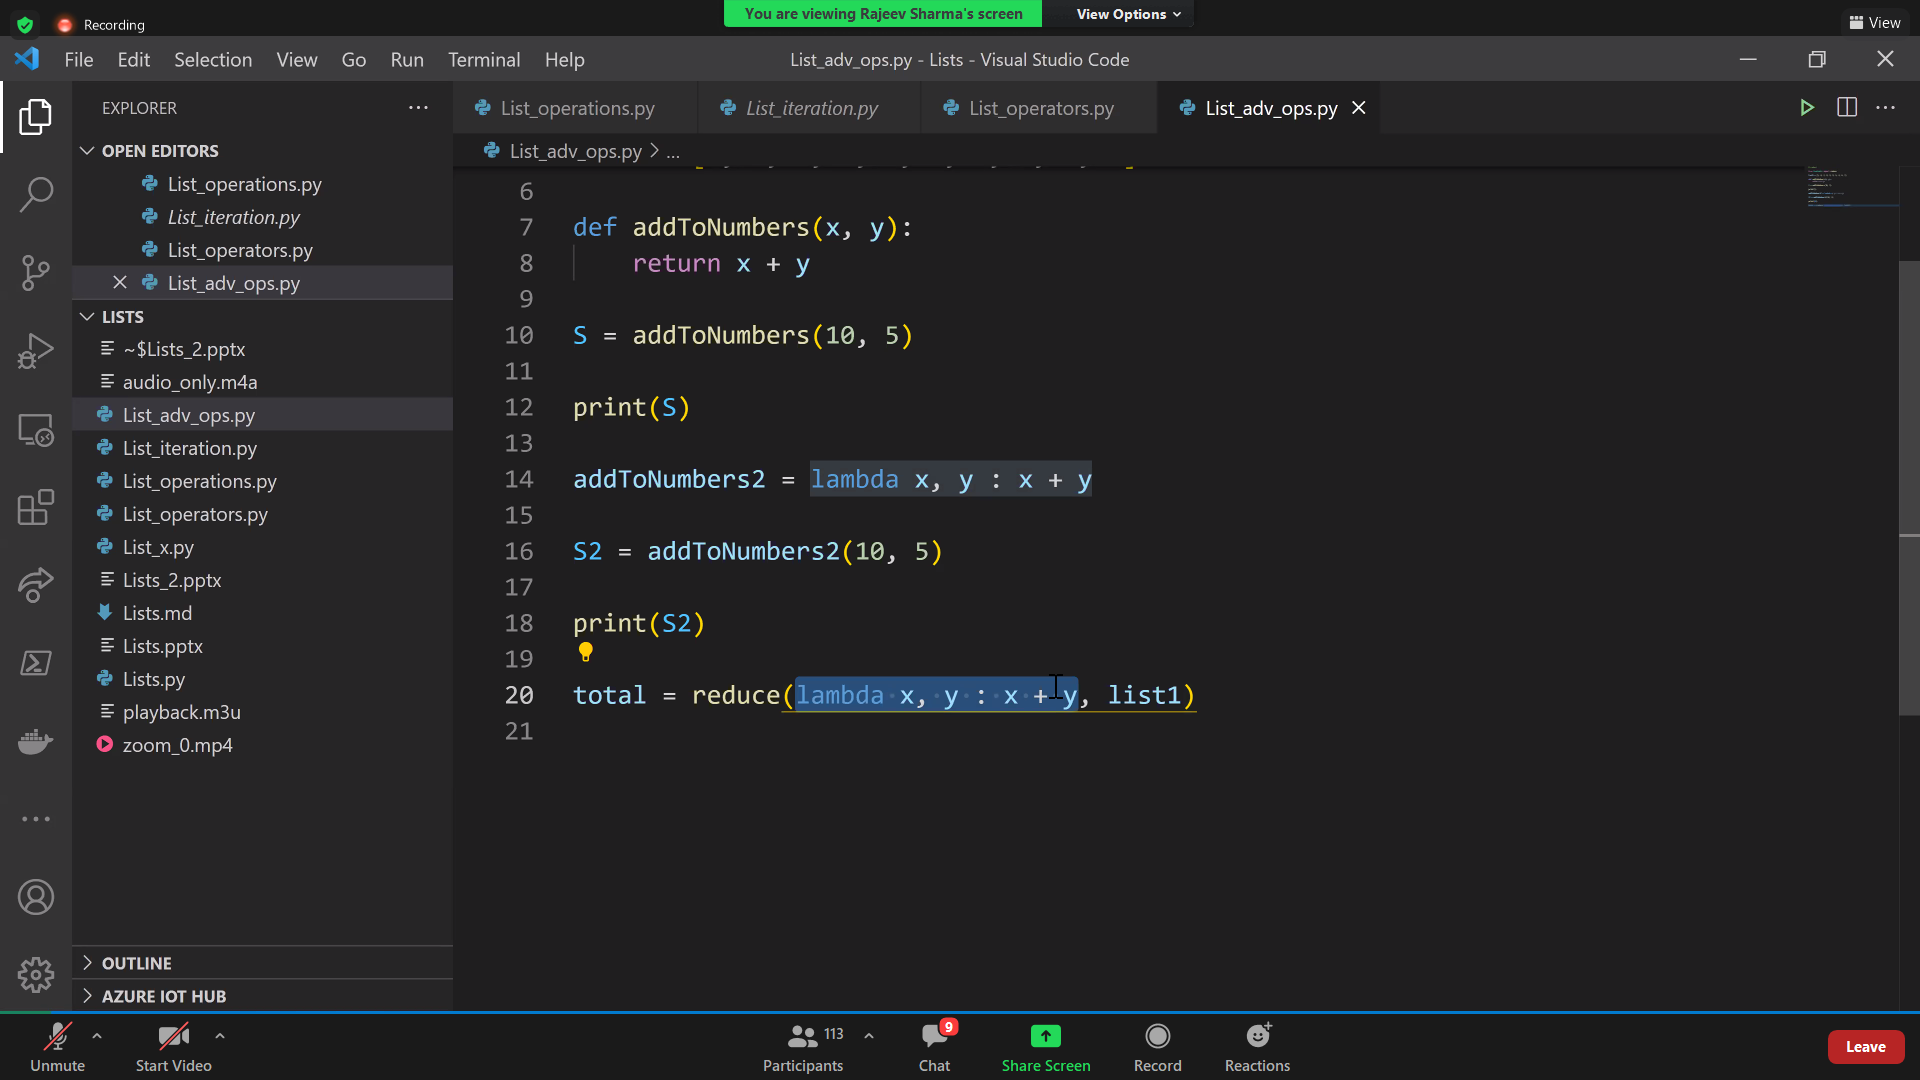 Recording
You are viewing Rajeev Sharma's screen
View Options
View
File Edit Selection View Go Run Terminal Help
List_adv_ops.py - Lists - Visual Studio Code
EXPLORER
List_operations.py
List_iteration.py
List_operators.py
List_adv_ops.py
List_adv_ops.py > ...
OPEN EDITORS
List_operations.py
List_iteration.py
List_operators.py
List_adv_ops.py
LISTS
~$Lists_2.pptx
audio_only.m4a
List_adv_ops.py
List_iteration.py
List_operations.py
List_operators.py
List_x.py
Lists_2.pptx
Lists.md
Lists.pptx
Lists.py
playback.m3u
zoom_0.mp4
OUTLINE
AZURE IOT HUB
6
7 def addToNumbers(x, y):
8 return x + y
9
10 S = addToNumbers(10, 5)
11
12 print(S)
13
14 addToNumbers2 = lambda x, y : x + y
15
16 S2 = addToNumbers2(10, 5)
17
18 print(S2)
19
20 total = reduce(lambda x, y : x + y, list1)
21
Unmute
Start Video
Participants 113
Chat 9
Share Screen
Record
Reactions
Leave